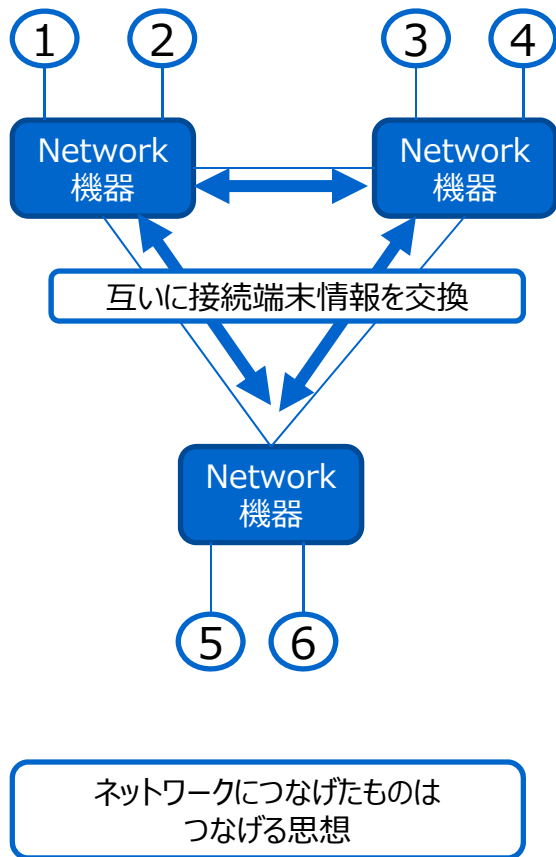 1
2
3
4
Network
機器
Network
機器
互いに接続端末情報を交換
Network
機器
5
6
ネットワークにつなげたものは
つなげる思想